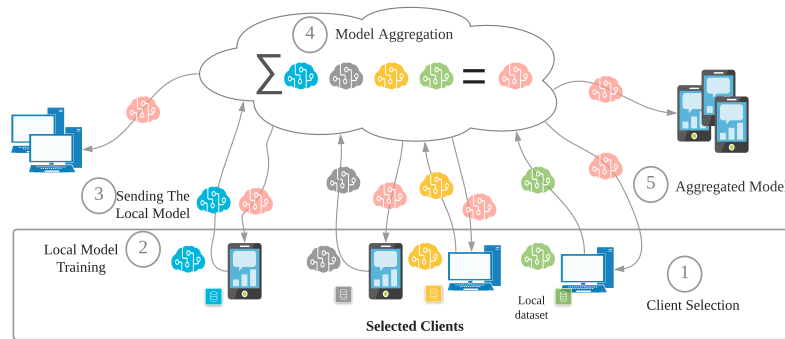 4 Model Aggregation
∑ =
3 Sending The
Local Model
5 Aggregated Model
Local Model
Training
2
1
Client Selection
Local
dataset
Selected Clients